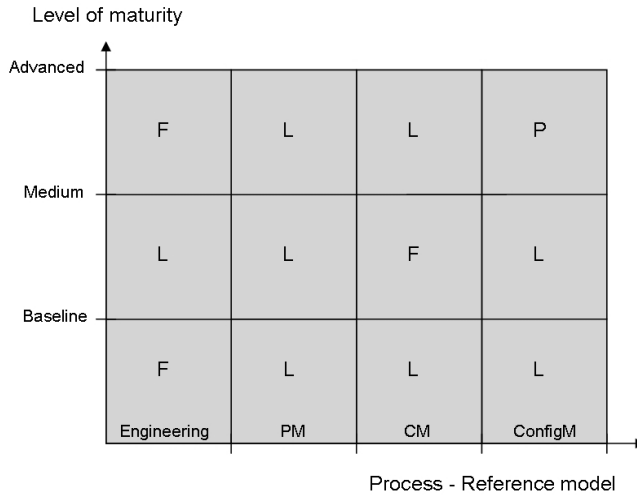 Level of maturity
Advanced
F L L P
Medium
L L F L
Baseline
F L L L
Engineering PM CM ConfigM
Process - Reference model